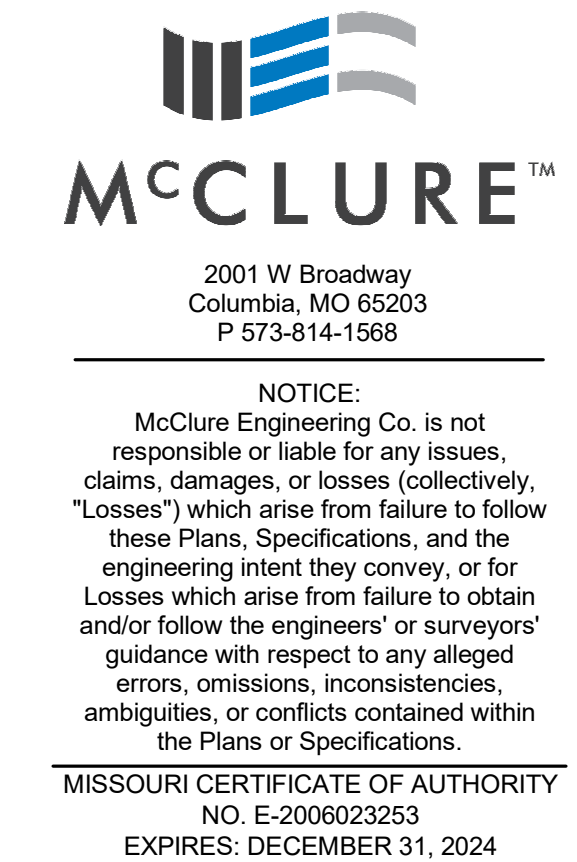 McCLURE™
2001 W Broadway
Columbia, MO 65203
P 573-814-1568
NOTICE:
McClure Engineering Co. is not
responsible or liable for any issues,
claims, damages, or losses (collectively,
"Losses") which arise from failure to follow
these Plans, Specifications, and the
engineering intent they convey, or for
Losses which arise from failure to obtain
and/or follow the engineers' or surveyors'
guidance with respect to any alleged
errors, omissions, inconsistencies,
ambiguities, or conflicts contained within
the Plans or Specifications.
MISSOURI CERTIFICATE OF AUTHORITY
NO. E-2006023253
EXPIRES: DECEMBER 31, 2024